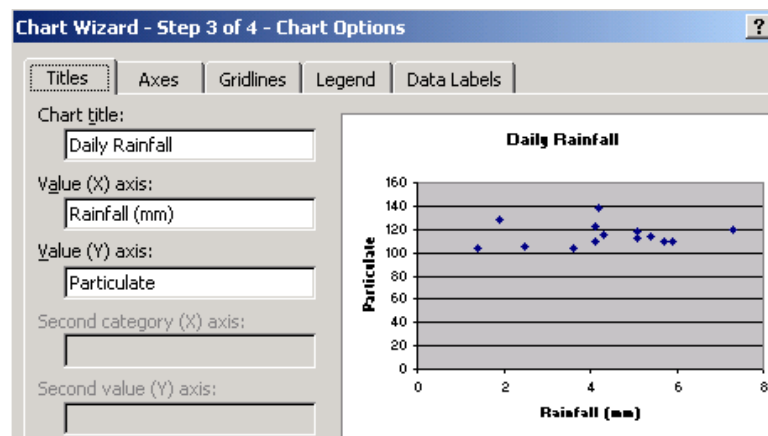 Chart Wizard - Step 3 of 4 - Chart Options
?
Titles
Axes
Gridlines
Legend
Data Labels
Chart title:
Daily Rainfall
Value (X) axis:
Rainfall (mm)
Value (Y) axis:
Particulate
Second category (X) axis:
Second value (Y) axis:
Daily Rainfall
Particulate
160
140
120
100
80
60
40
20
0
0
2
4
6
8
Rainfall (mm)